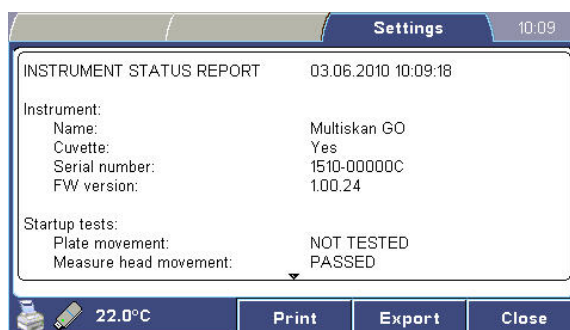 Settings 10:09
INSTRUMENT STATUS REPORT 03.06.2010 10:09:18
Instrument:
Name: Multiskan GO
Cuvette: Yes
Serial number: 1510-00000C
FW version: 1.00.24
Startup tests:
Plate movement: NOT TESTED
Measure head movement: PASSED
22.0°C Print Export Close